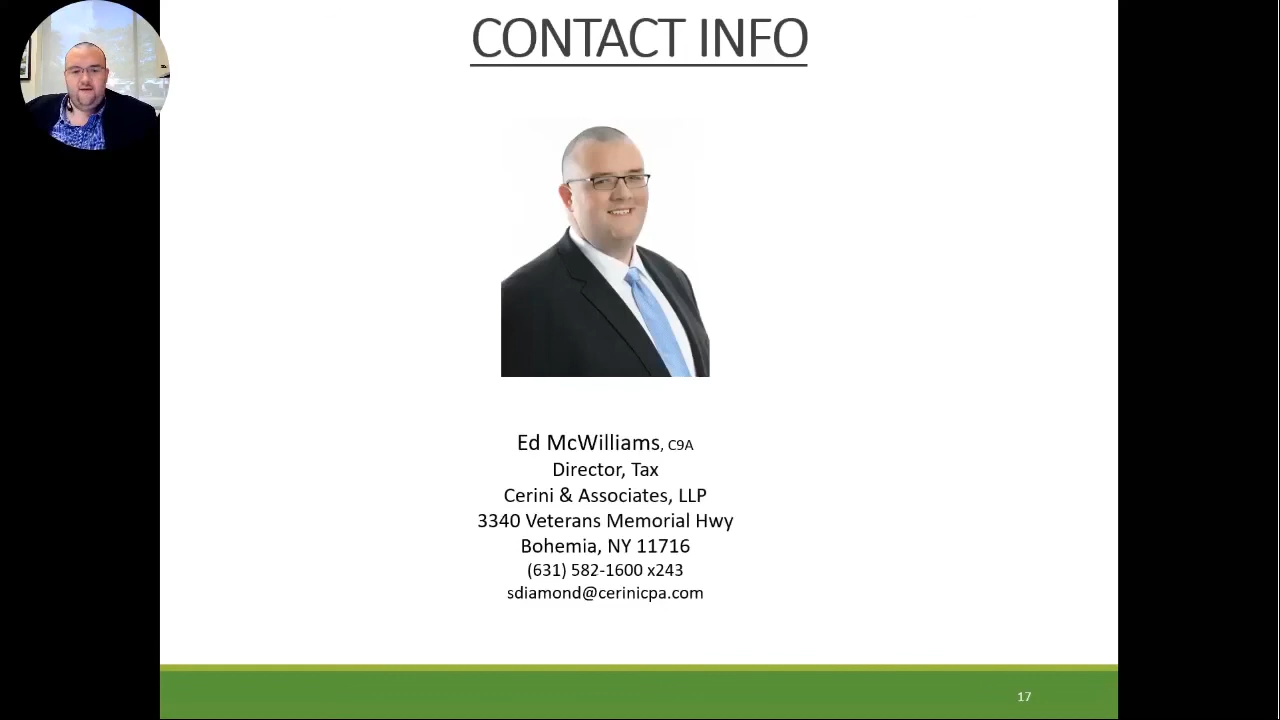 CONTACT INFO
Ed McWilliams, C9A
Director, Tax
Cerini & Associates, LLP
3340 Veterans Memorial Hwy
Bohemia, NY 11716
(631) 582-1600 x243
sdiamond@cerinicpa.com
17